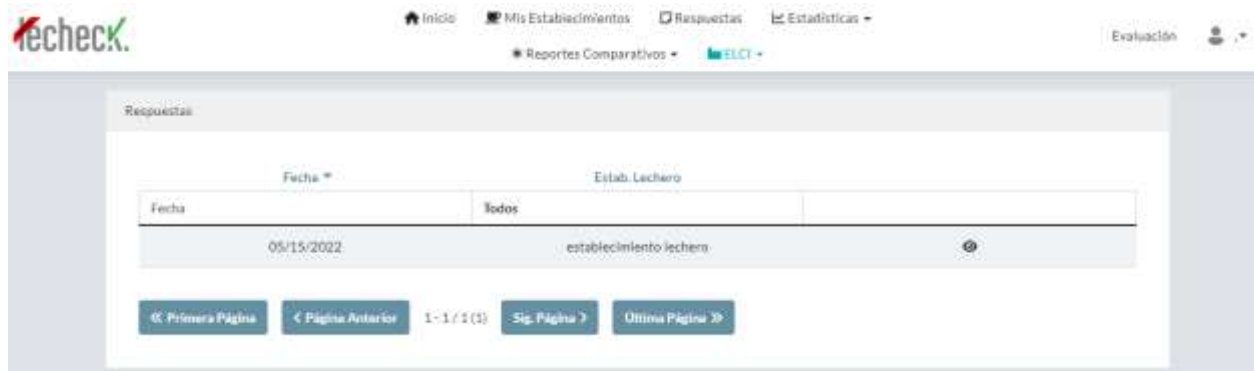 lecheck.
Inicio Mis Establecimientos Respuestas Estadísticas
Reportes Comparativos ELCI
Evaluación
Respuestas
Fecha Estab. Lechero
Fecha Todos
05/15/2022 establecimiento lechero
Primera Página Página Anterior 1 - 1 / 1 (1) Sig. Página Última Página